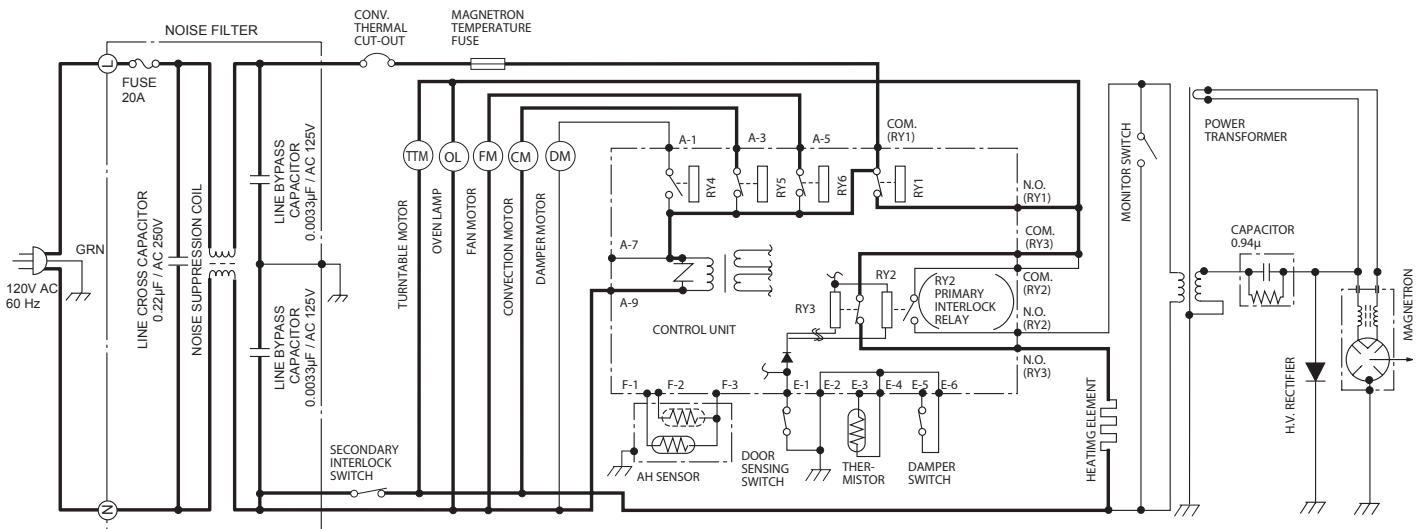 NOISE FILTER
CONV.
THERMAL
CUT-OUT
MAGNETRON
TEMPERATURE
FUSE
L
FUSE
20A
120V AC
60 Hz
GRN
LINE CROSS CAPACITOR
0.22µF / AC 250V
NOISE SUPPRESSION COIL
LINE BYPASS
CAPACITOR
0.0033µF / AC 125V
LINE BYPASS
CAPACITOR
0.0033µF / AC 125V
N
SECONDARY
INTERLOCK
SWITCH
TTM
OL
FM
CM
DM
TURNTABLE MOTOR
OVEN LAMP
FAN MOTOR
CONVECTION MOTOR
DAMPER MOTOR
A-1
A-3
A-5
COM.
(RY1)
RY4
RY5
RY6
RY1
N.O.
(RY1)
A-7
COM.
(RY3)
A-9
RY3
RY2
RY2
PRIMARY
INTERLOCK
RELAY
COM.
(RY2)
N.O.
(RY2)
CONTROL UNIT
N.O.
(RY3)
F-1
F-2
F-3
E-1
E-2
E-3
E-4
E-5
E-6
AH SENSOR
DOOR
SENSING
SWITCH
THER-
MISTOR
DAMPER
SWITCH
HEATIMG ELEMENT
MONITOR SWITCH
POWER
TRANSFORMER
CAPACITOR
0.94µ
H.V. RECTIFIER
MAGNETRON